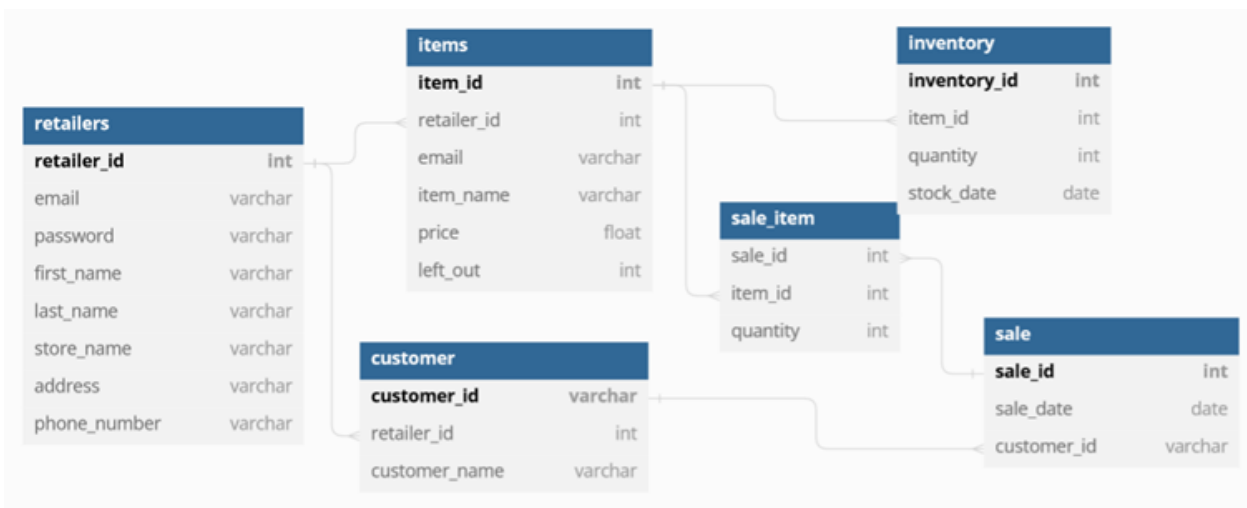 retailers
retailer_id int
email varchar
password varchar
first_name varchar
last_name varchar
store_name varchar
address varchar
phone_number varchar
items
item_id int
retailer_id int
email varchar
item_name varchar
price float
left_out int
customer
customer_id varchar
retailer_id int
customer_name varchar
sale_item
sale_id int
item_id int
quantity int
inventory
inventory_id int
item_id int
quantity int
stock_date date
sale
sale_id int
sale_date date
customer_id varchar